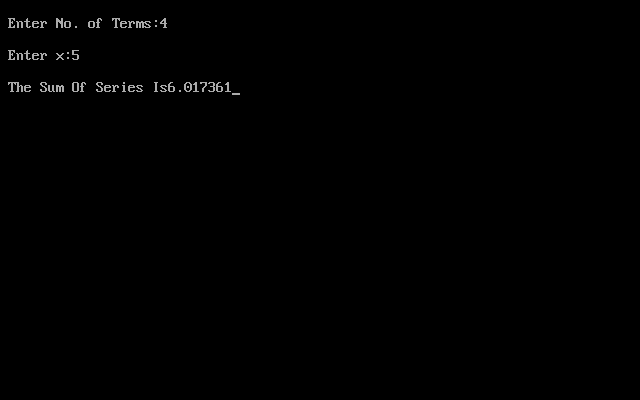 Enter No. of Terms:4
Enter x:5
The Sum Of Series Is6.017361_